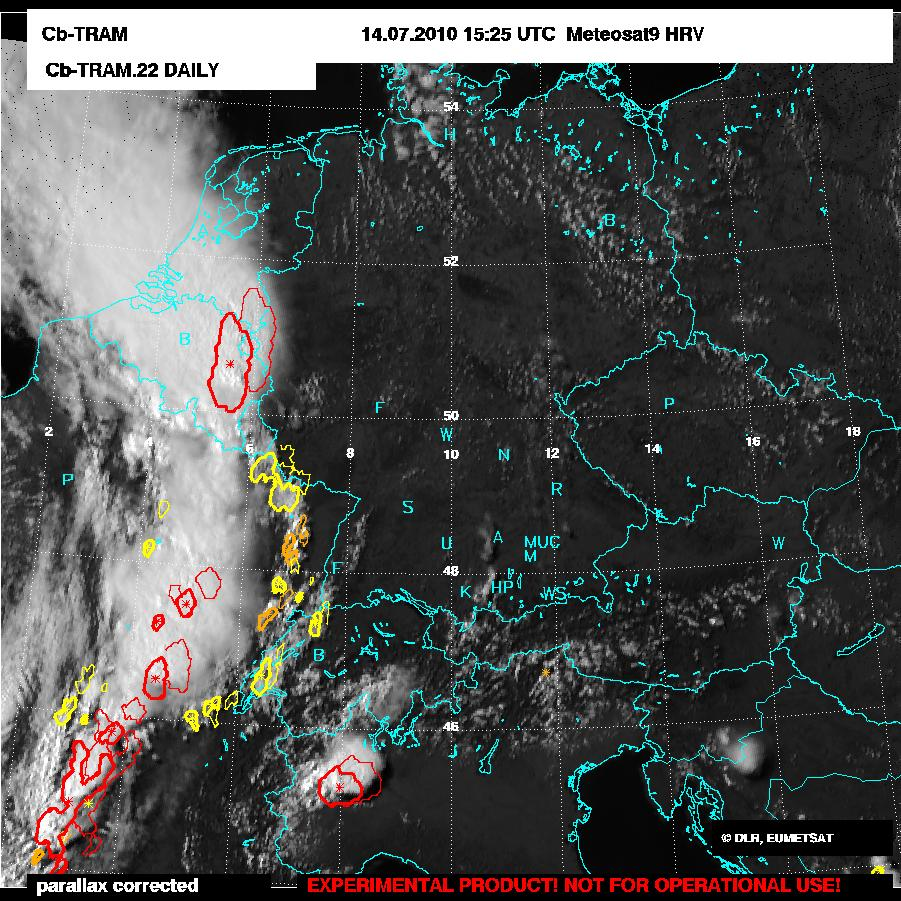 Cb-TRAM 14.07.2010 15:25 UTC Meteosat9 HRV
Cb-TRAM.22 DAILY
54
H
B
A
52
B
F
P
50
2 4 6 8 W 10 12 14 16 18
N
P
R
S
U A MUC W
M
F 48
K HP WS
B
46
© DLR, EUMETSAT
parallax corrected EXPERIMENTAL PRODUCT! NOT FOR OPERATIONAL USE!